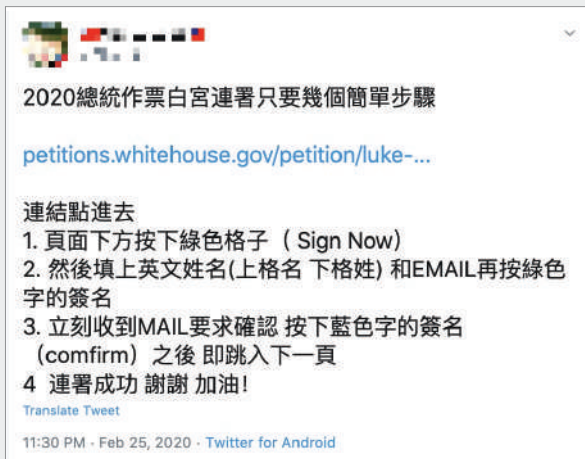 2020總統作票白宮連署只要幾個簡單步驟
petitions.whitehouse.gov/petition/luke-...
連結點進去
1. 頁面下方按下綠色格子（ Sign Now）
2. 然後填上英文姓名(上格名 下格姓) 和EMAIL再按綠色
字的簽名
3. 立刻收到MAIL要求確認 按下藍色字的簽名
（comfirm）之後 即跳入下一頁
4 連署成功 謝謝 加油!
Translate Tweet
11:30 PM · Feb 25, 2020 · Twitter for Android